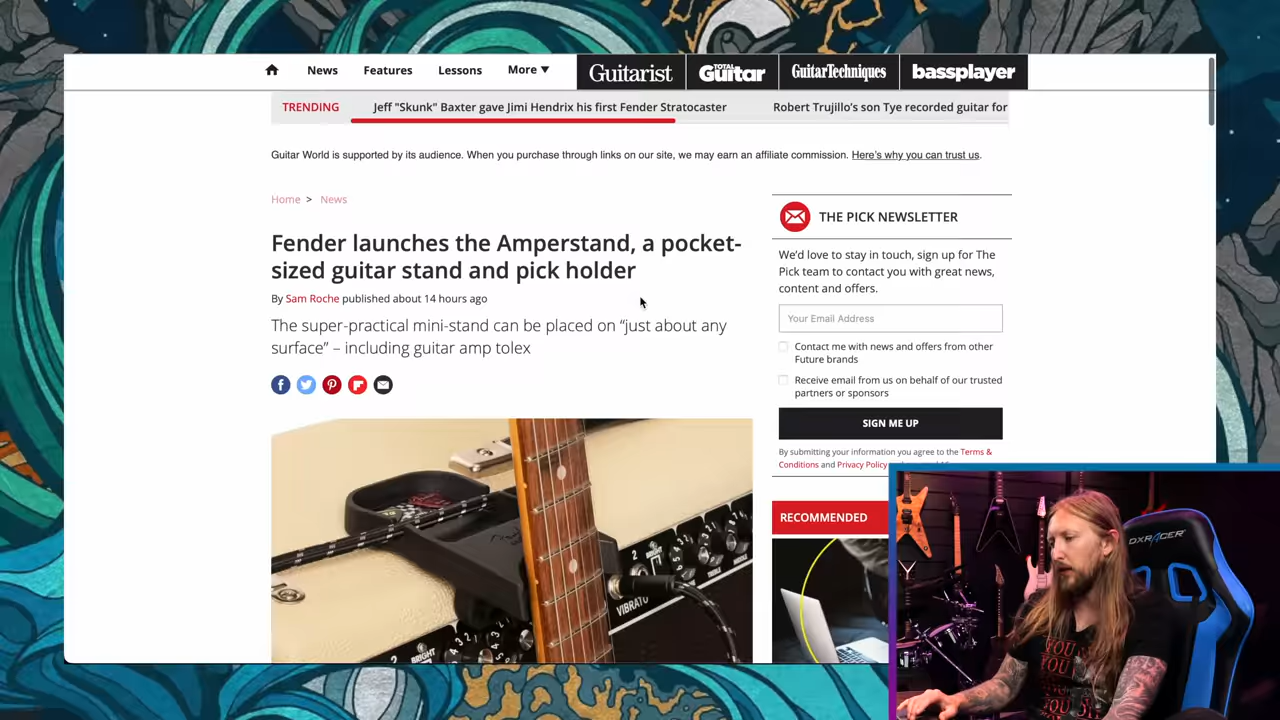 News
Features
Lessons
More
Guitarist
TOTAL Guitar
GuitarTechniques
bassplayer
TRENDING
Jeff "Skunk" Baxter gave Jimi Hendrix his first Fender Stratocaster
Robert Trujillo's son Tye recorded guitar for
Guitar World is supported by its audience. When you purchase through links on our site, we may earn an affiliate commission. Here's why you can trust us.
Home > News
Fender launches the Amperstand, a pocket-
sized guitar stand and pick holder
By Sam Roche published about 14 hours ago
The super-practical mini-stand can be placed on “just about any
surface” – including guitar amp tolex
THE PICK NEWSLETTER
We’d love to stay in touch, sign up for The
Pick team to contact you with great news,
content and offers.
Your Email Address
Contact me with news and offers from other
Future brands
Receive email from us on behalf of our trusted
partners or sponsors
SIGN ME UP
By submitting your information you agree to the Terms &
Conditions and Privacy Policy
RECOMMENDED
BRIGHT
VIBRATO
BRIGHT
DXRACER
YOU
YOU
YOU